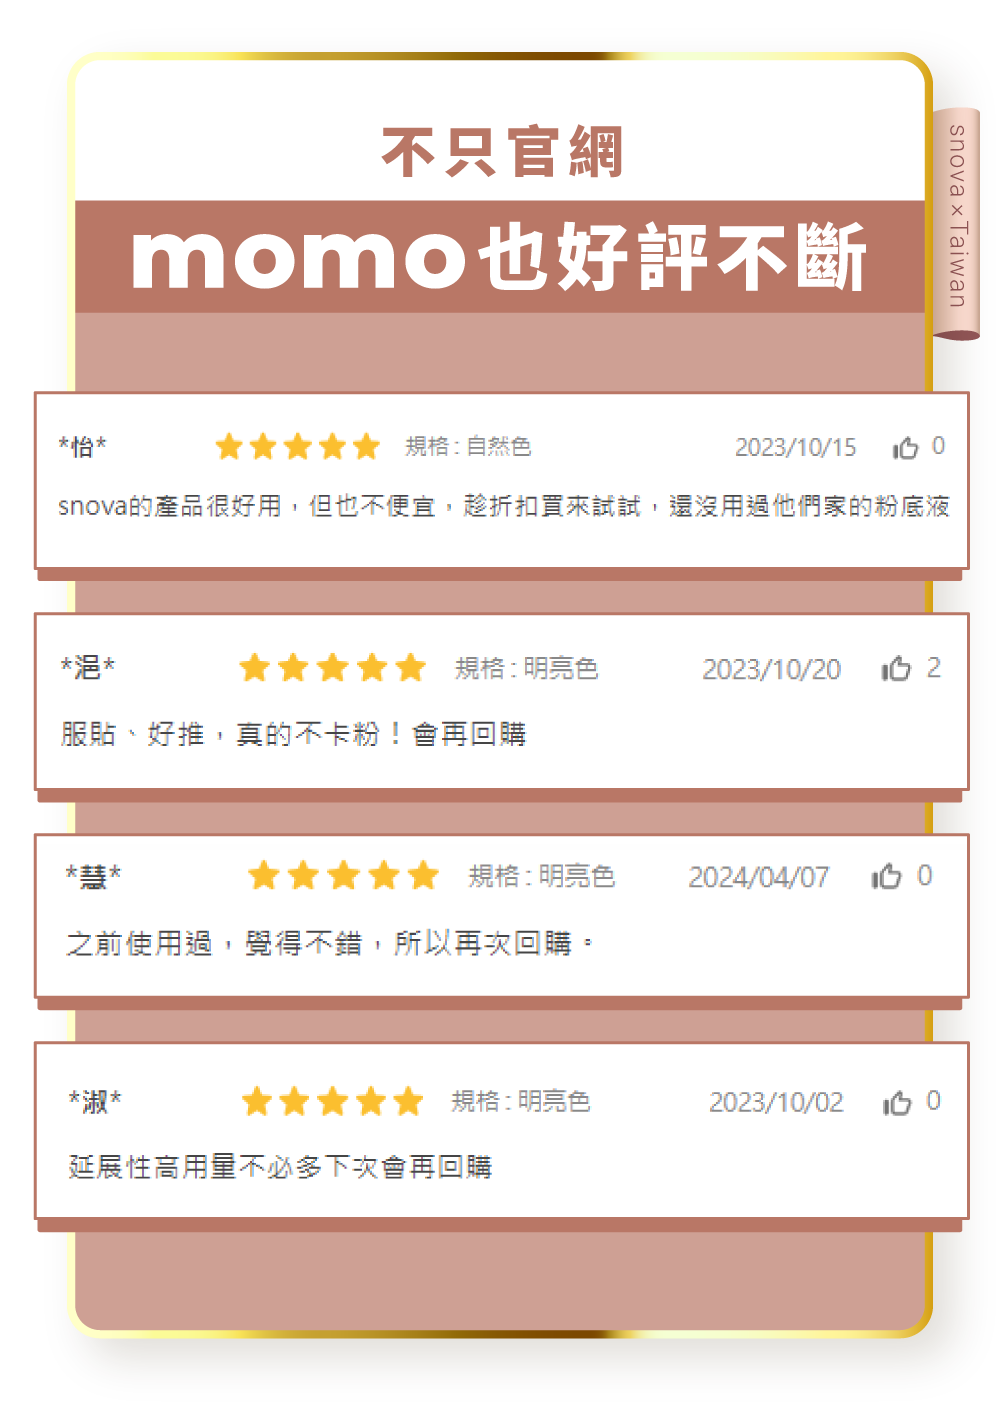 不只官網
momo也好評不斷
snova×Taiwan
*怡* 規格:自然色 2023/10/15 0
snova的產品很好用，但也不便宜，趁折扣買來試試，還沒用過他們家的粉底液
*浥* 規格:明亮色 2023/10/20 2
服貼、好推，真的不卡粉！會再回購
*慧* 規格:明亮色 2024/04/07 0
之前使用過，覺得不錯，所以再次回購。
*淑* 規格:明亮色 2023/10/02 0
延展性高用量不必多下次會再回購